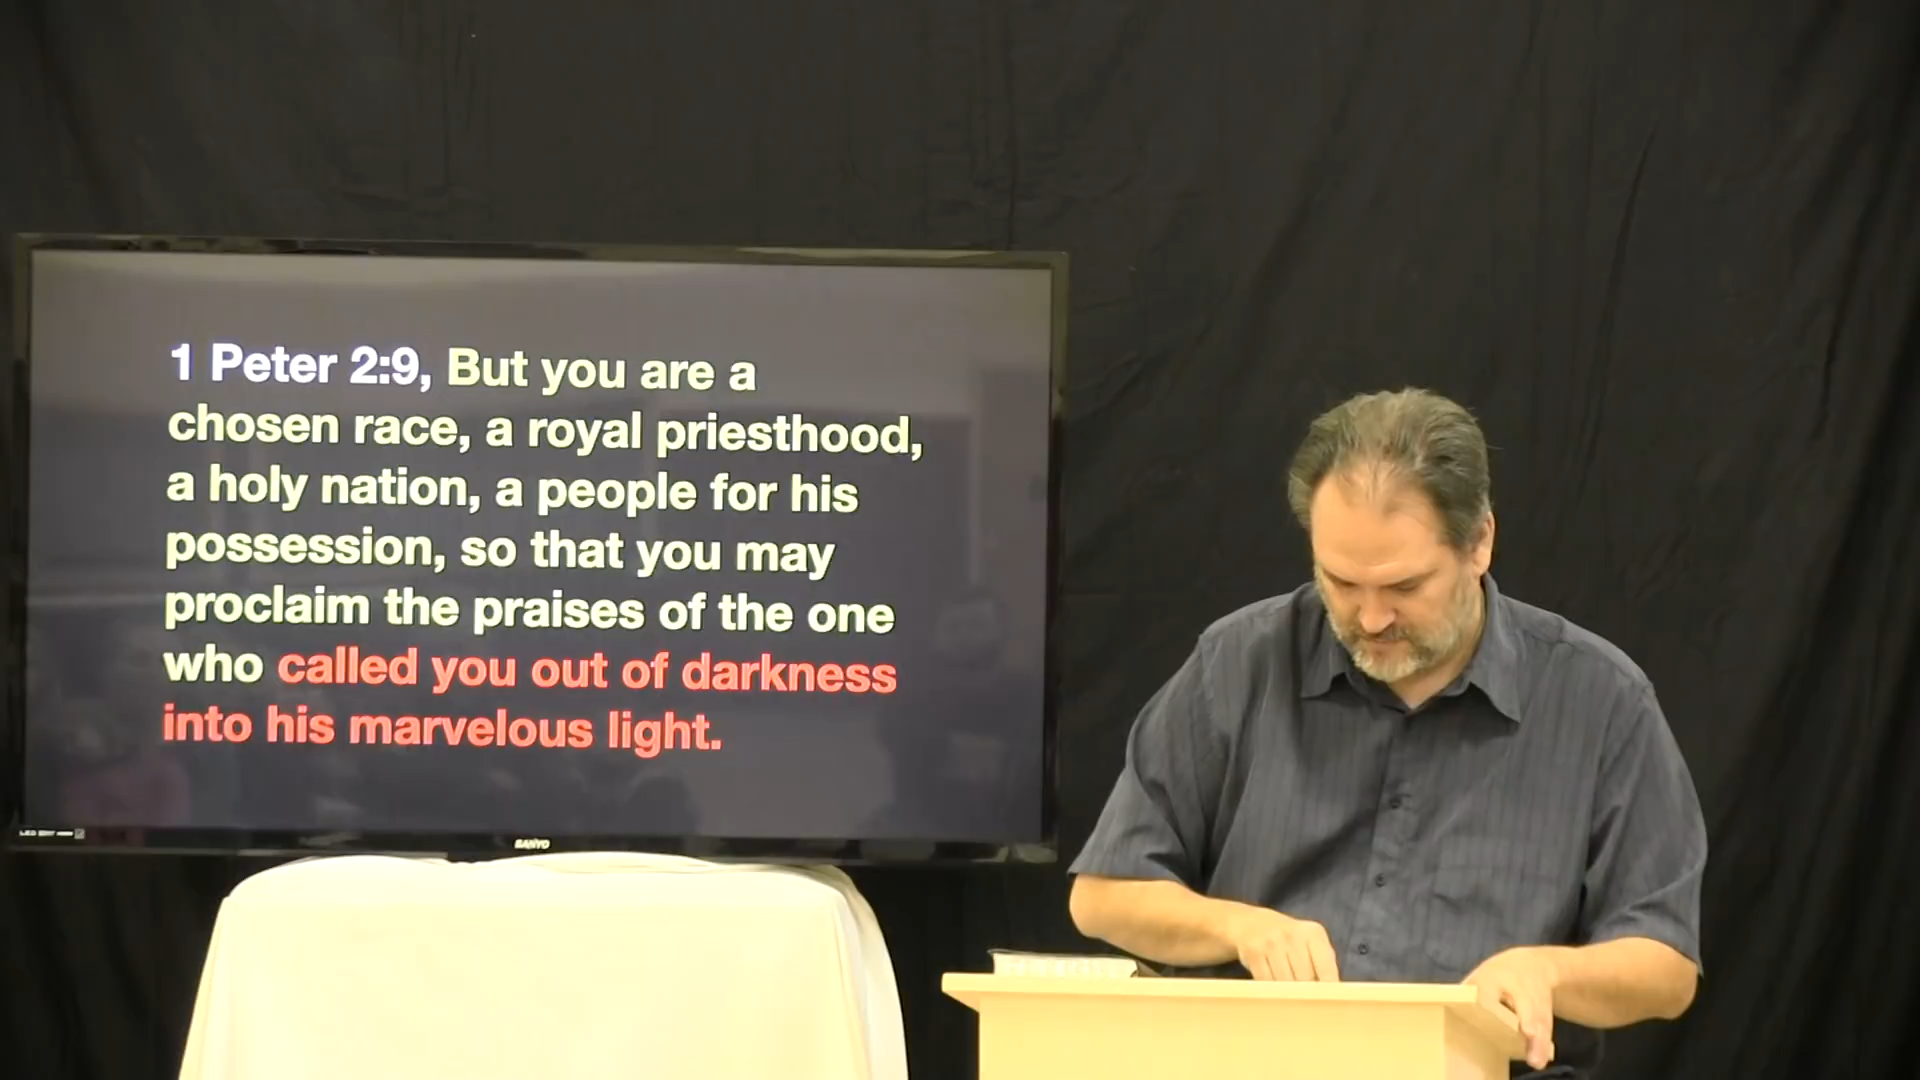 1 Peter 2:9, But you are a
chosen race, a royal priesthood,
a holy nation, a people for his
possession, so that you may
proclaim the praises of the one
who called you out of darkness
into his marvelous light.
SANYO